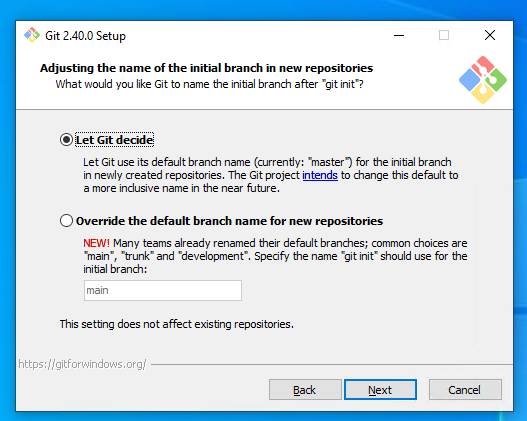 Git 2.40.0 Setup
Adjusting the name of the initial branch in new repositories
What would you like Git to name the initial branch after "git init"?
Let Git decide
Let Git use its default branch name (currently: "master") for the initial branch
in newly created repositories. The Git project intends to change this default to
a more inclusive name in the near future.
Override the default branch name for new repositories
NEW! Many teams already renamed their default branches; common choices are
"main", "trunk" and "development". Specify the name "git init" should use for the
initial branch:
main
This setting does not affect existing repositories.
https://gitforwindows.org/
Back Next Cancel